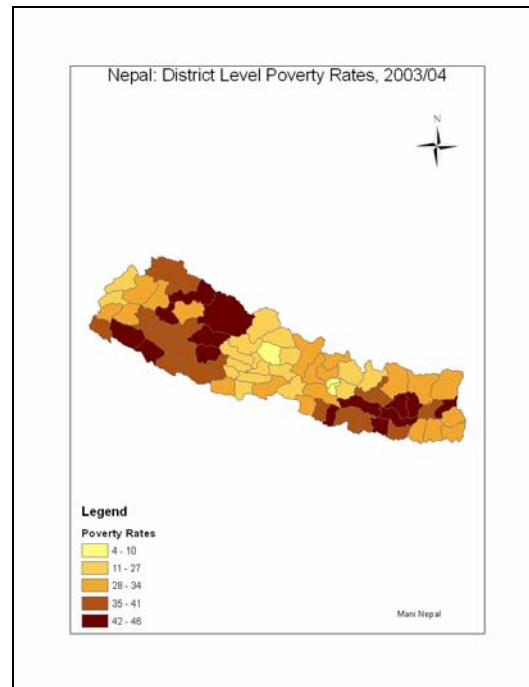 Nepal: District Level Poverty Rates, 2003/04
N
Legend
Poverty Rates
4 - 10
11 - 27
28 - 34
35 - 41
42 - 46
Mani Nepal